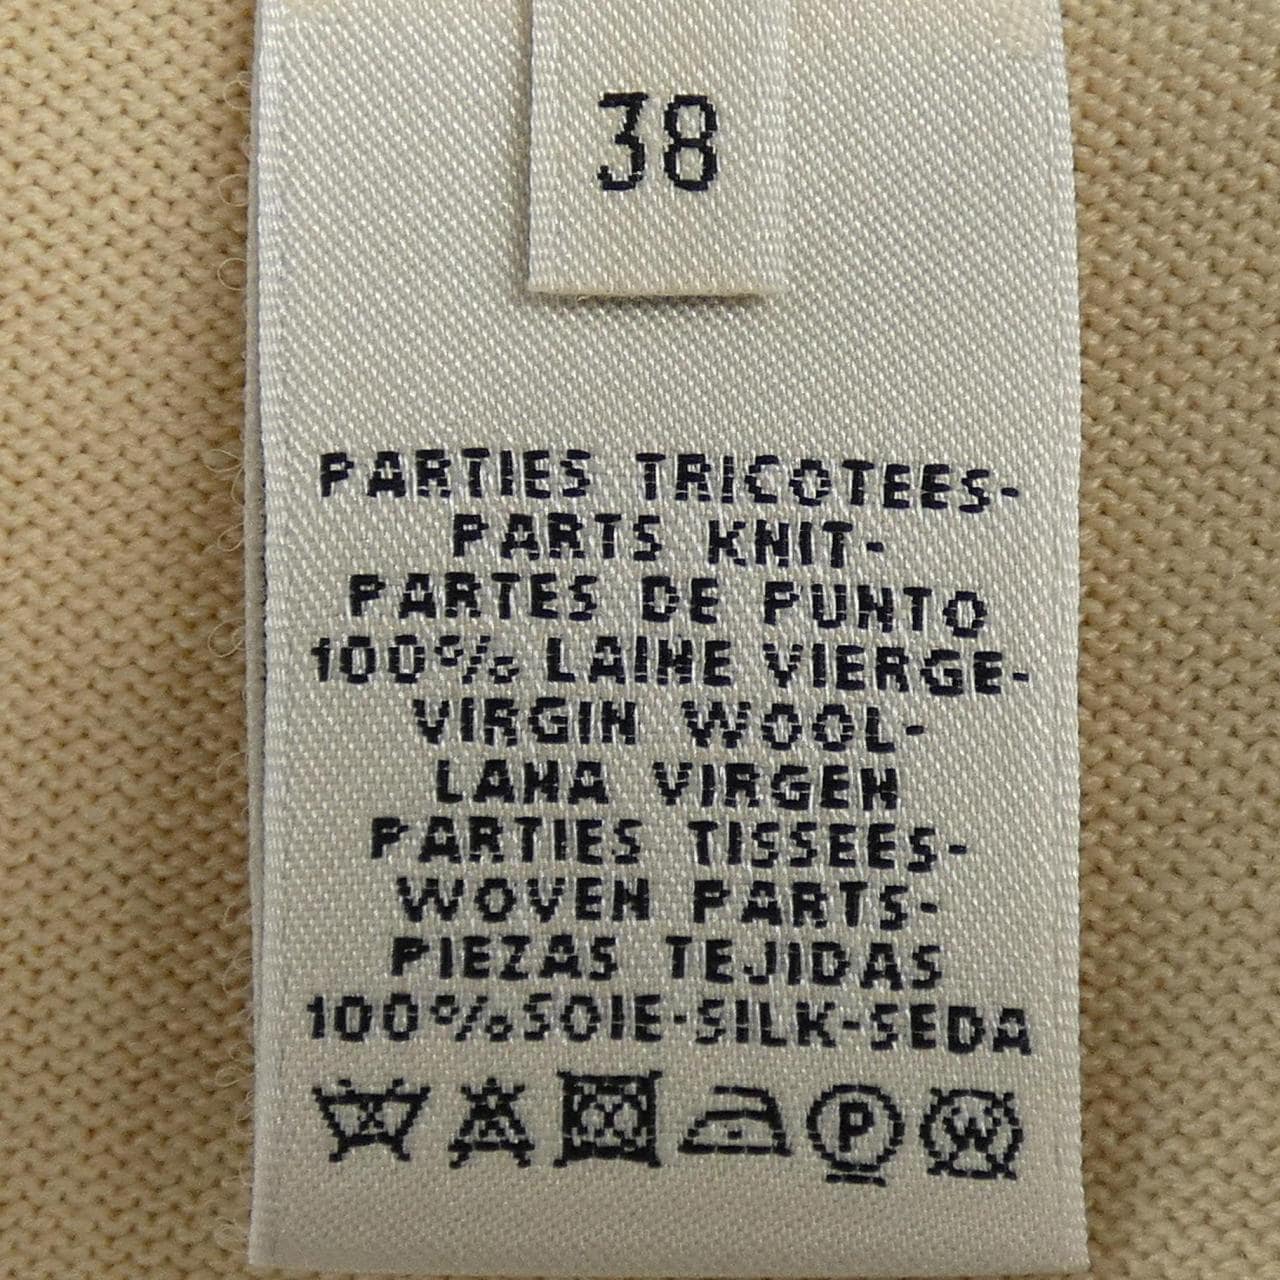 38
PARTIES TRICOTEES-
PARTS KNIT-
PARTES DE PUNTO
100% LAINE VIERGE-
VIRGIN WOOL-
LANA VIRGEN
PARTIES TISSEES-
WOVEN PARTS-
PIEZAS TEJIDAS
100% SOIE-SILK-SEDA
P W